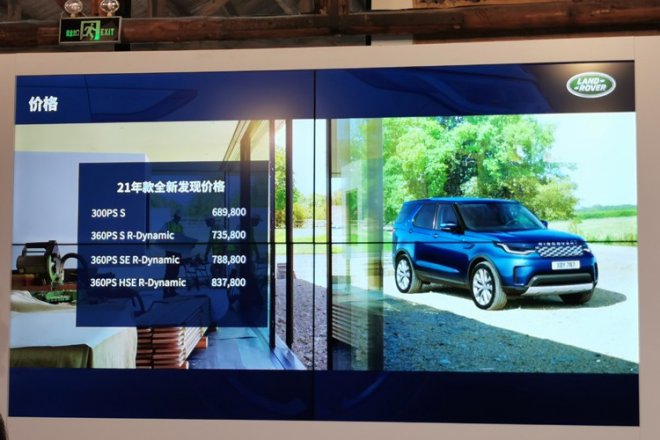 EXIT
价格
LAND
ROVER
21年款全新发现价格
300PS S 689,800
360PS S R-Dynamic 735,800
360PS SE R-Dynamic 788,800
360PS HSE R-Dynamic 837,800